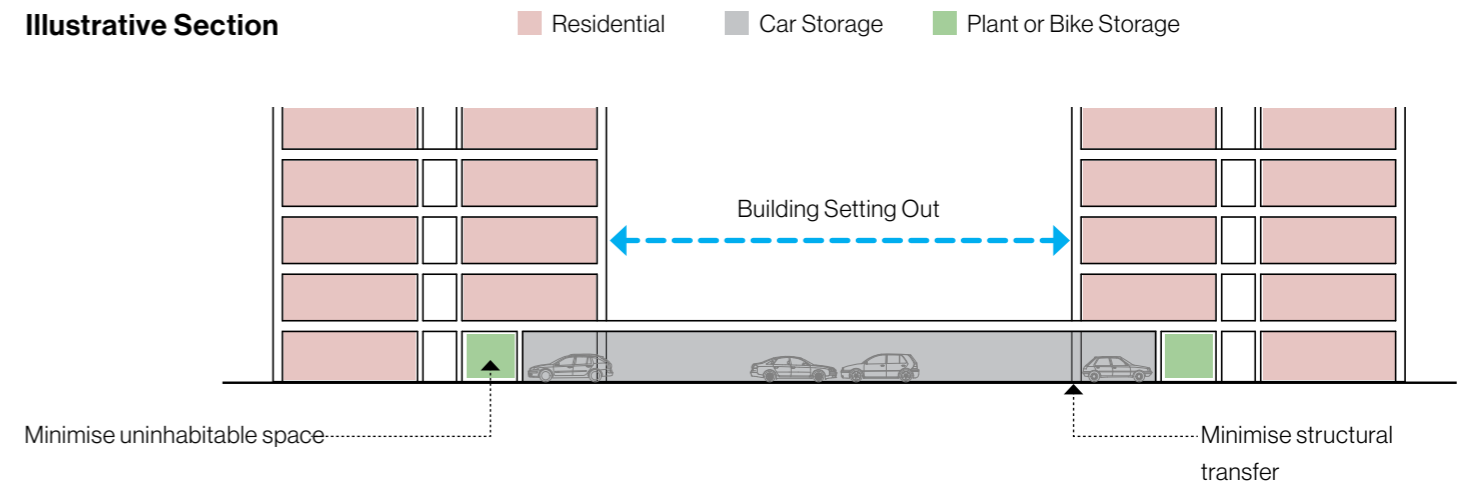 Illustrative Section
Residential
Car Storage
Plant or Bike Storage
Building Setting Out
Minimise uninhabitable space
Minimise structural
transfer